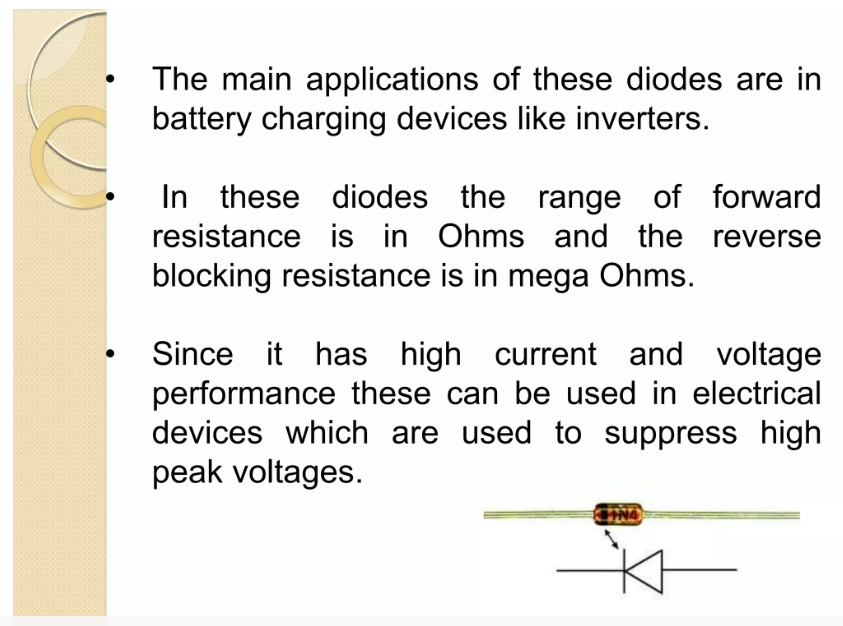 • The main applications of these diodes are in
battery charging devices like inverters.
• In these diodes the range of forward
resistance is in Ohms and the reverse
blocking resistance is in mega Ohms.
• Since it has high current and voltage
performance these can be used in electrical
devices which are used to suppress high
peak voltages.
1N4